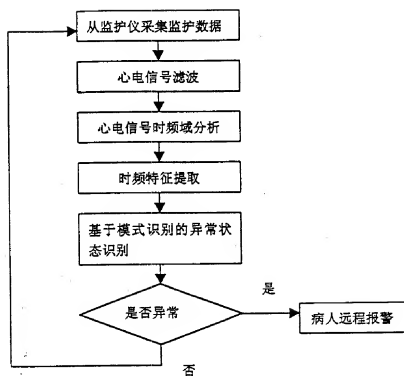 从监护仪采集监护数据
心电信号滤波
心电信号时频域分析
时频特征提取
基于模式识别的异常状
态识别
是否异常
是
病人远程报警
否